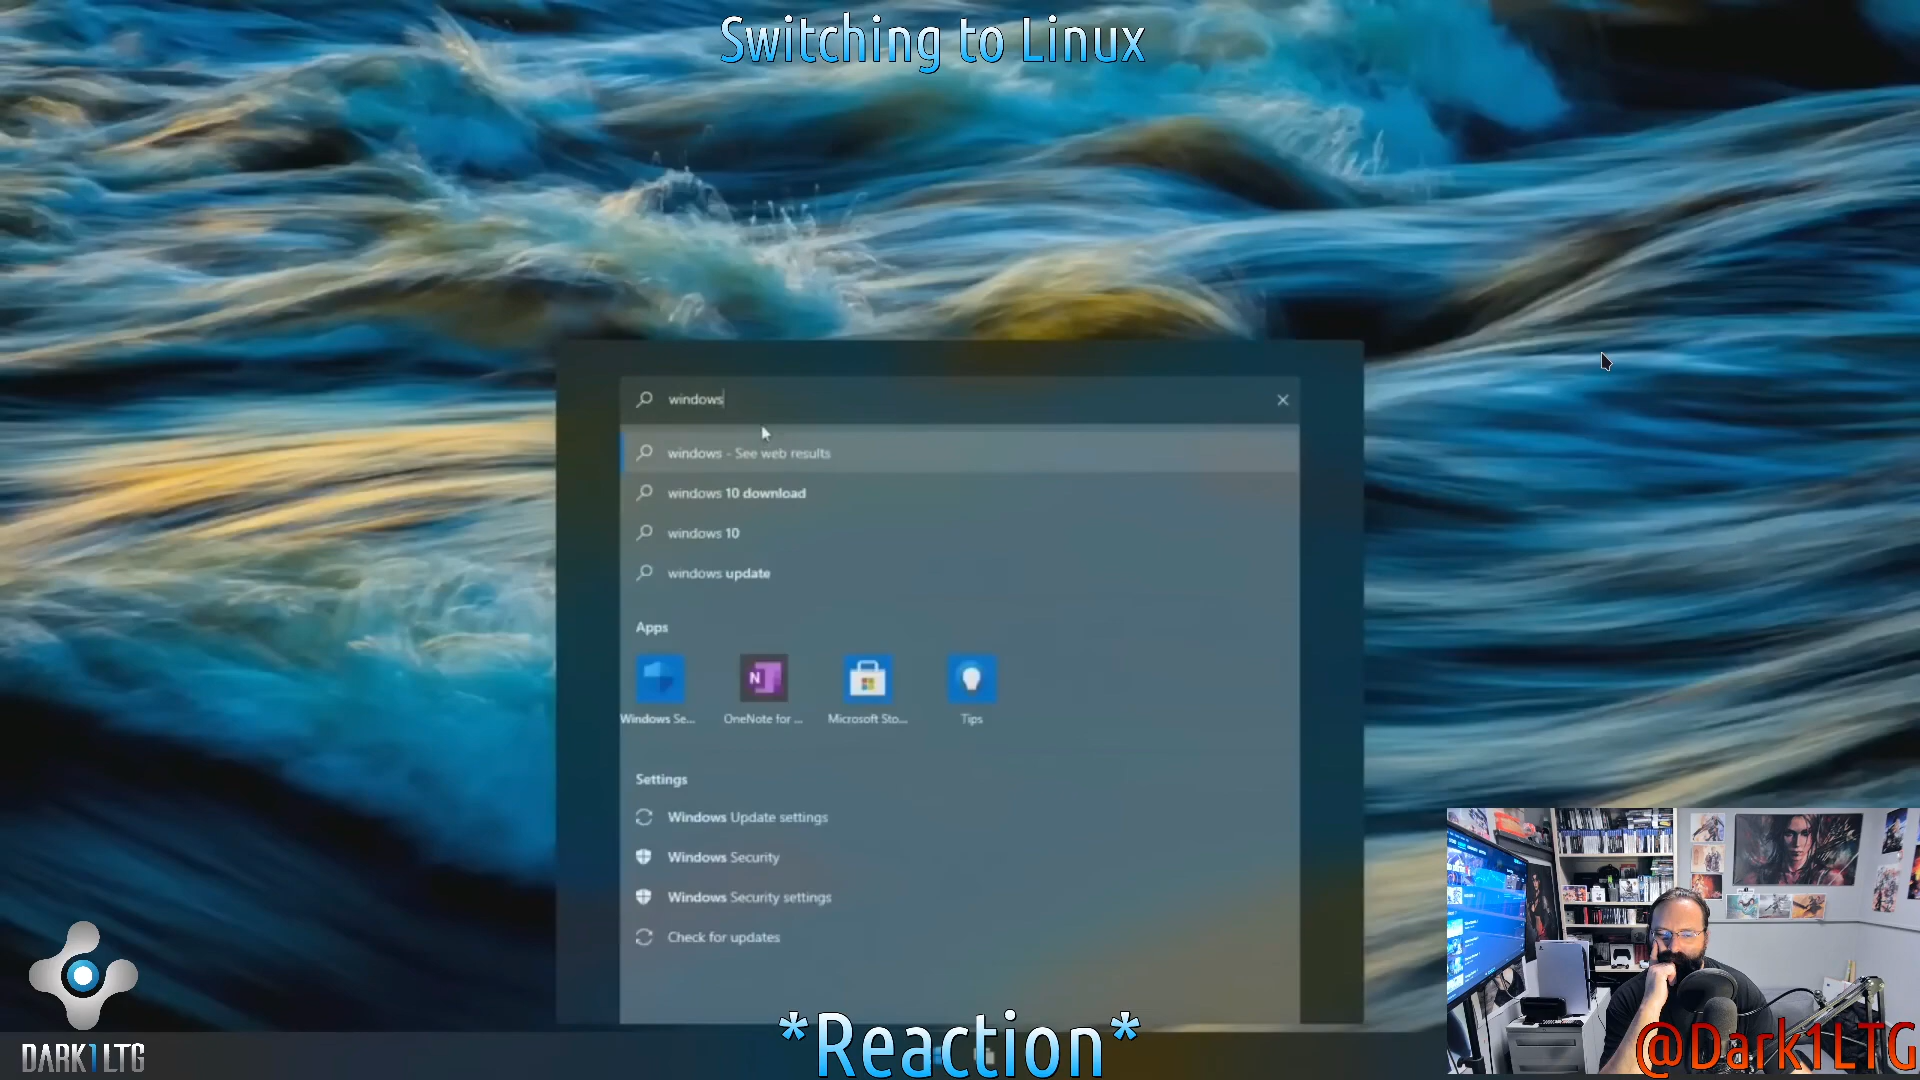 Switching to Linux
windows
windows - See web results
windows 10 download
windows 10
windows update
Apps
Windows Se...
OneNote for ...
Microsoft Sto...
Tips
Settings
Windows Update settings
Windows Security
Windows Security settings
Check for updates
*Reaction*
DARK1LTG
@Dark1LTG